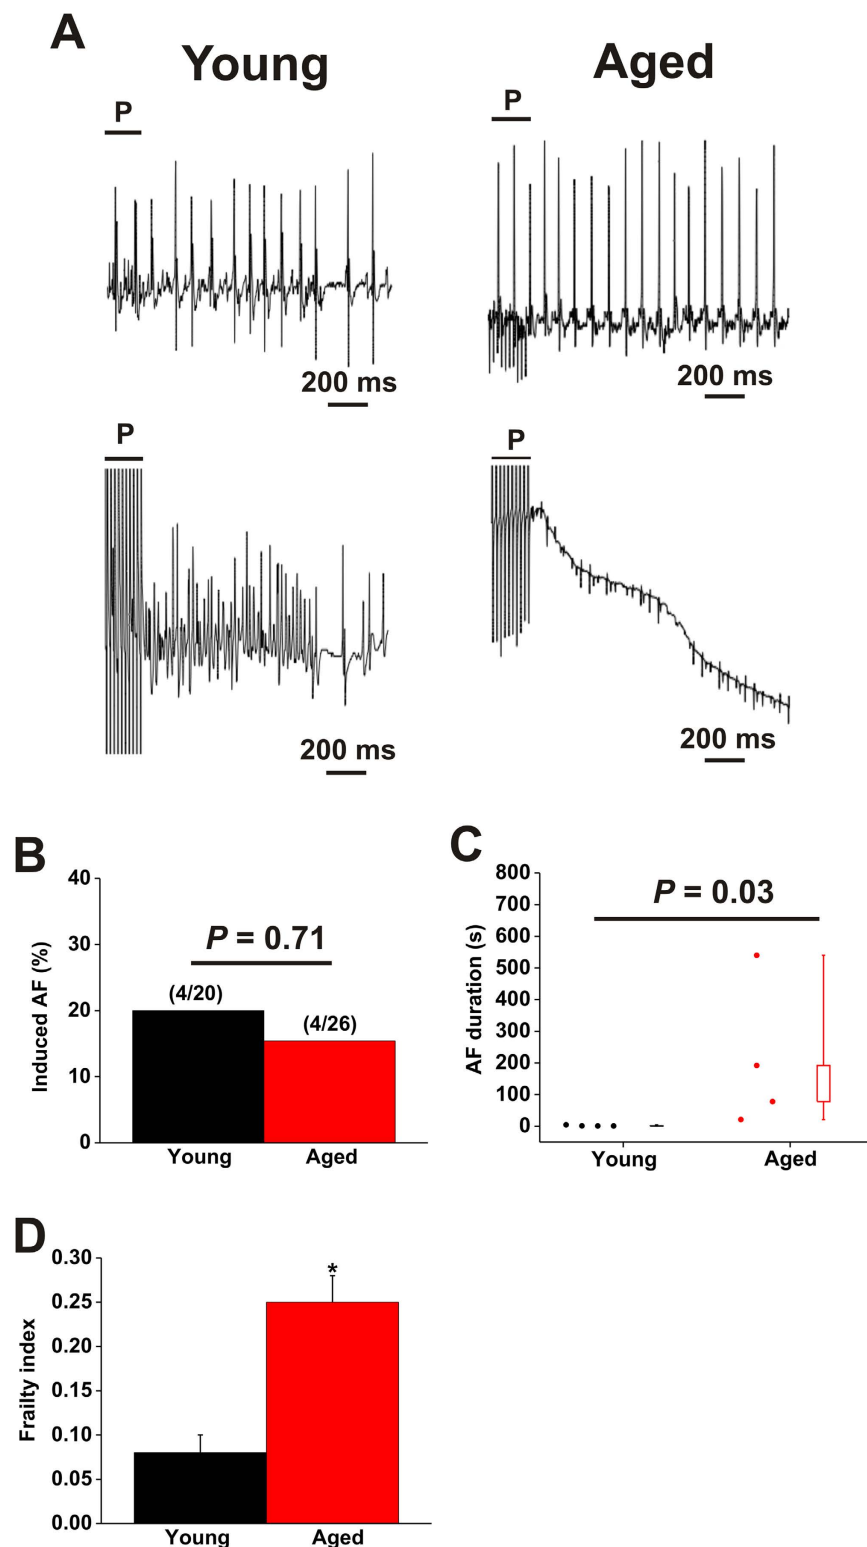 A
Young
Aged
P
P
200 ms
200 ms
P
P
200 ms
200 ms
B
40
30
20
10
0
Induced AF (%)
P = 0.71
(4/20)
(4/26)
Young
Aged
C
800
700
600
500
400
300
200
100
0
AF duration (s)
P = 0.03
Young
Aged
D
0.30
0.25
0.20
0.15
0.10
0.05
0.00
Frailty index
*
Young
Aged